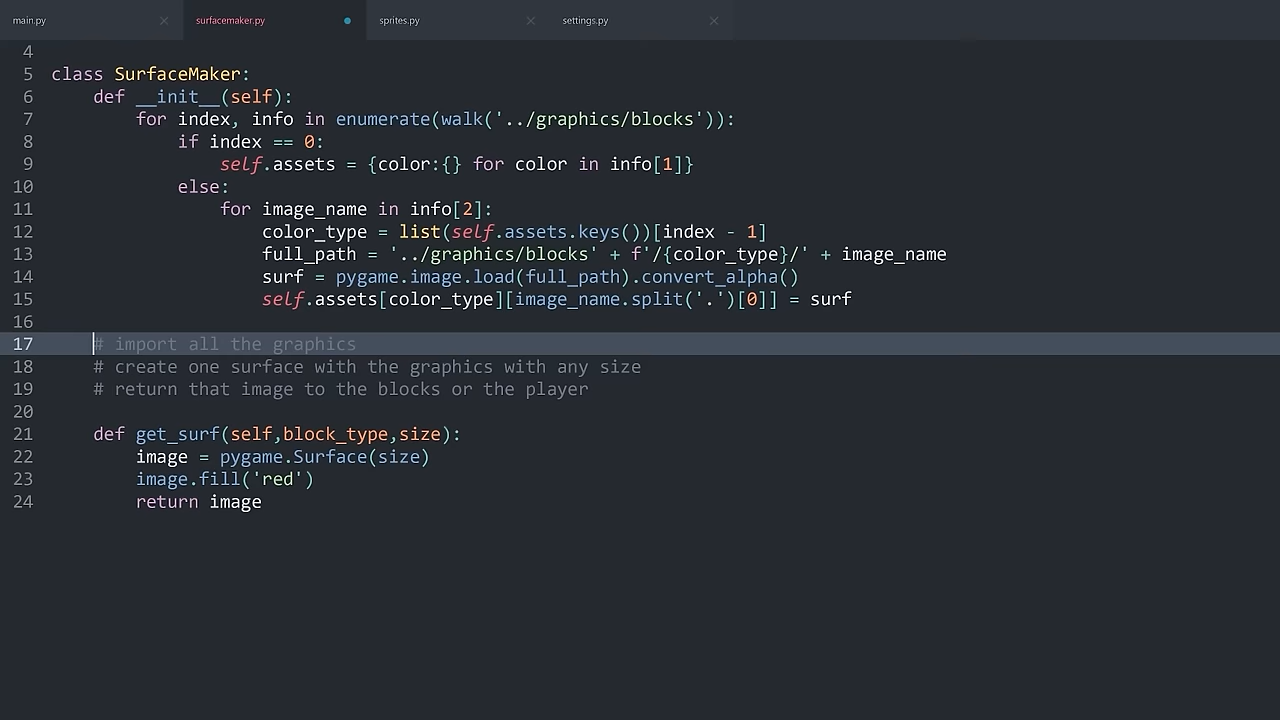 main.py
surfacemaker.py
sprites.py
settings.py
4
5 class SurfaceMaker:
6     def __init__(self):
7         for index, info in enumerate(walk('../graphics/blocks')):
8             if index == 0:
9                 self.assets = {color:{} for color in info[1]}
10             else:
11                 for image_name in info[2]:
12                     color_type = list(self.assets.keys())[index - 1]
13                     full_path = '../graphics/blocks' + f'/{color_type}/' + image_name
14                     surf = pygame.image.load(full_path).convert_alpha()
15                     self.assets[color_type][image_name.split('.')[0]] = surf
16
17     # import all the graphics
18     # create one surface with the graphics with any size
19     # return that image to the blocks or the player
20
21     def get_surf(self,block_type,size):
22         image = pygame.Surface(size)
23         image.fill('red')
24         return image